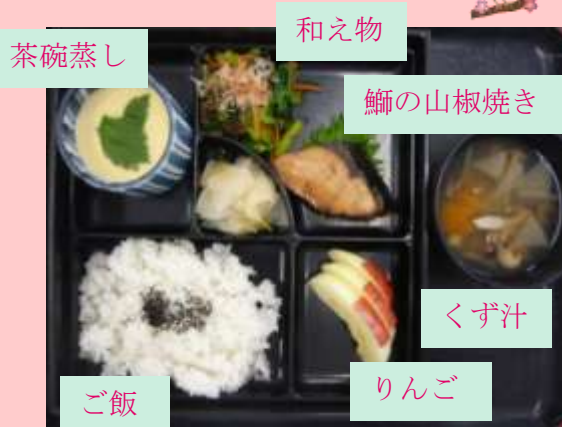 和え物
茶碗蒸し
鰤の山椒焼き
くず汁
りんご
ご飯